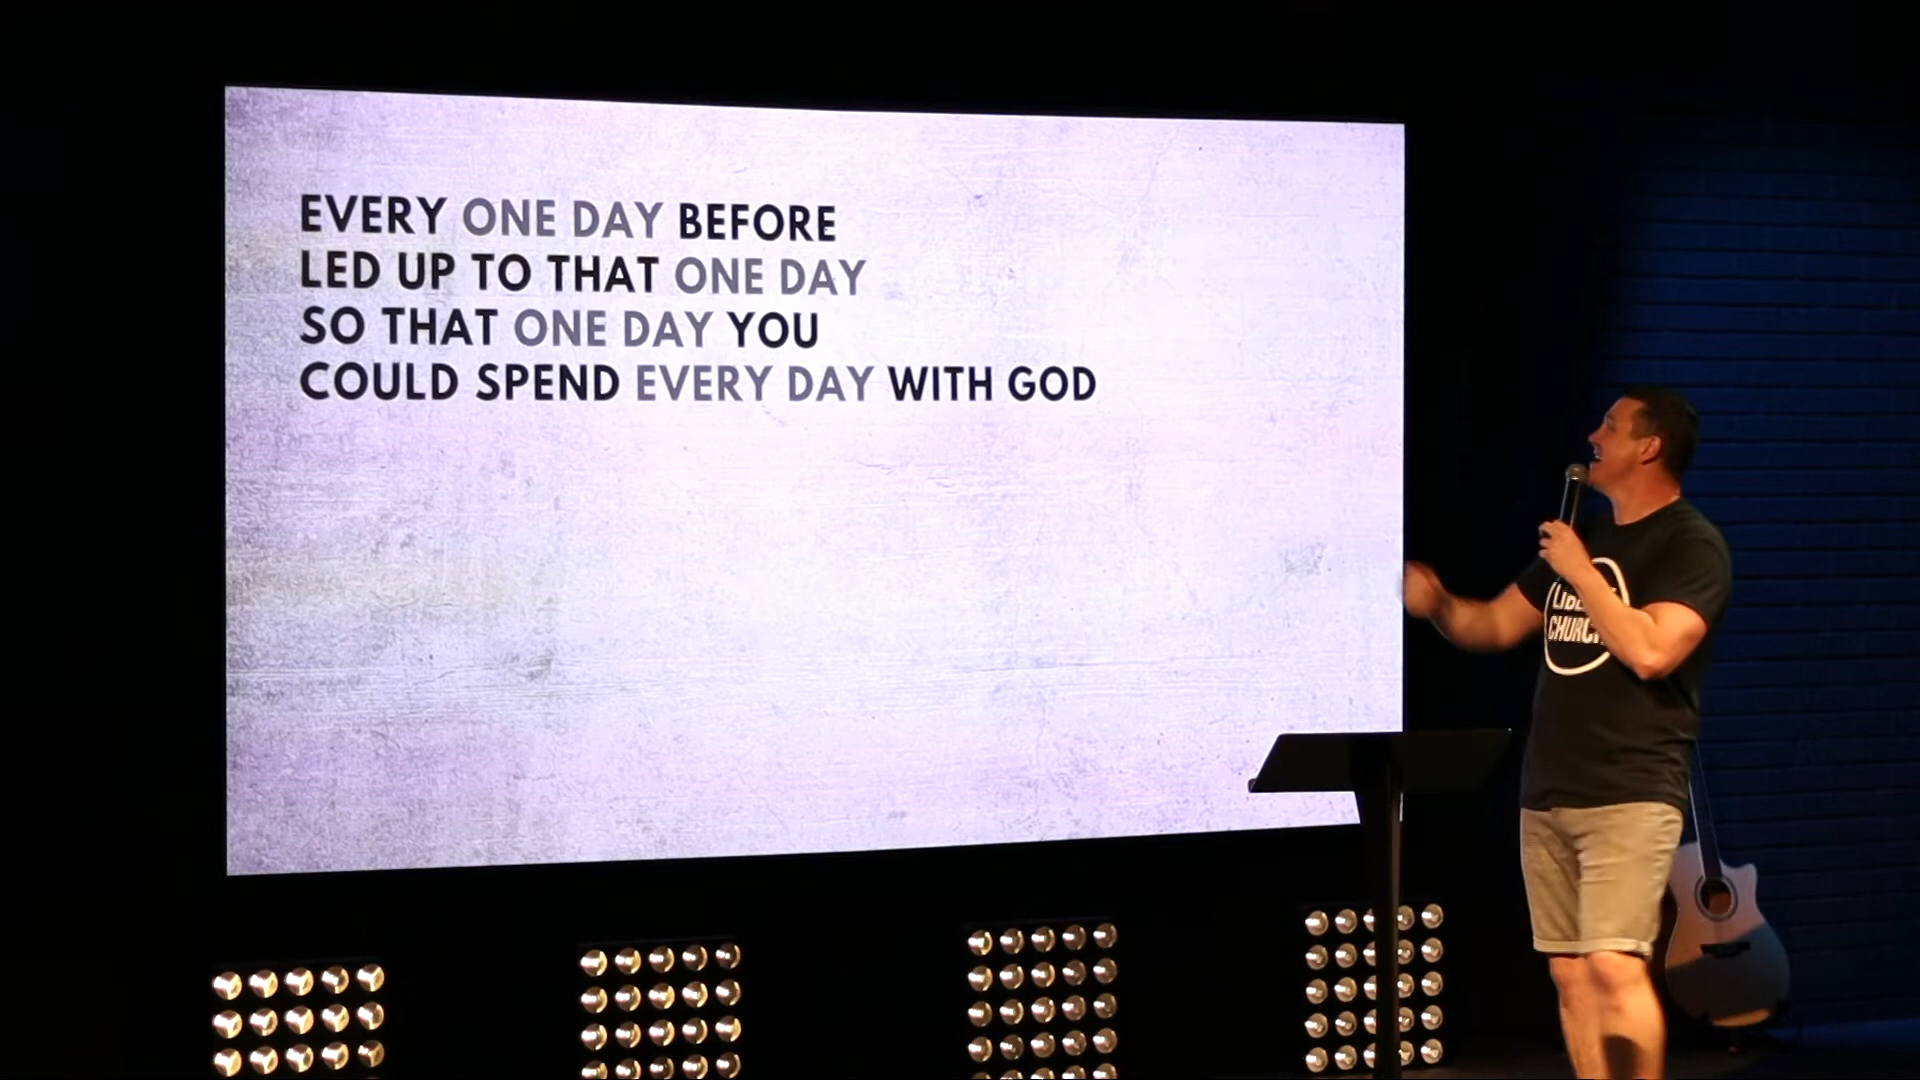 EVERY ONE DAY BEFORE
LED UP TO THAT ONE DAY
SO THAT ONE DAY YOU
COULD SPEND EVERY DAY WITH GOD
CHURCH